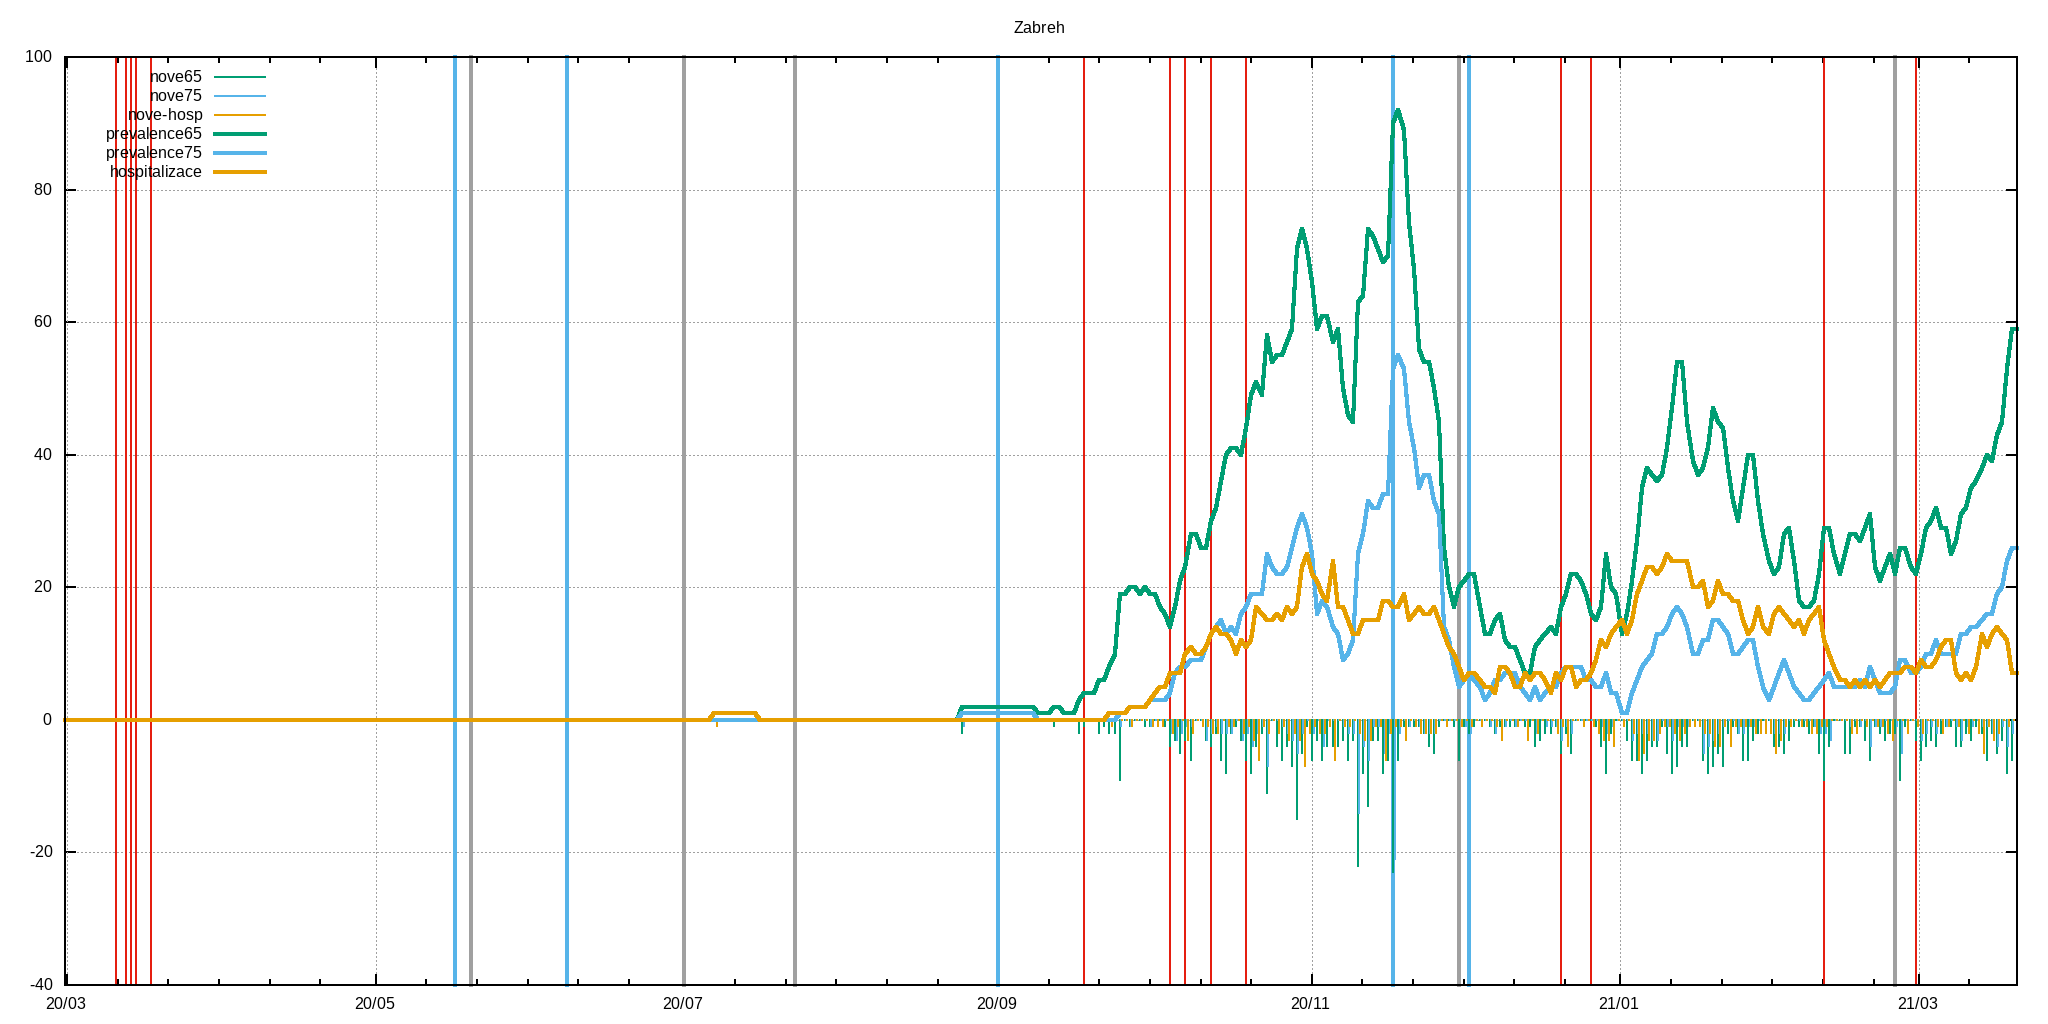 Zabreh
100
80
60
40
20
0
-20
-40
nove65
nove75
nove-hosp
prevalence65
prevalence75
hospitalizace
20/03 20/05 20/07 20/09 20/11 21/01 21/03